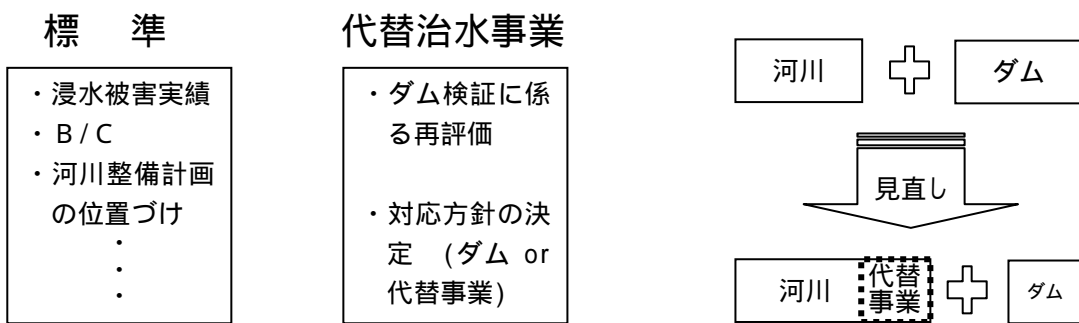 標　準
・浸水被害実績
・B / C
・河川整備計画
の位置づけ
・
・
・
代替治水事業
・ダム検証に係
る再評価
・対応方針の決
定　(ダム or
代替事業)
河川
ダム
見直し
河川
代替
事業
ダム